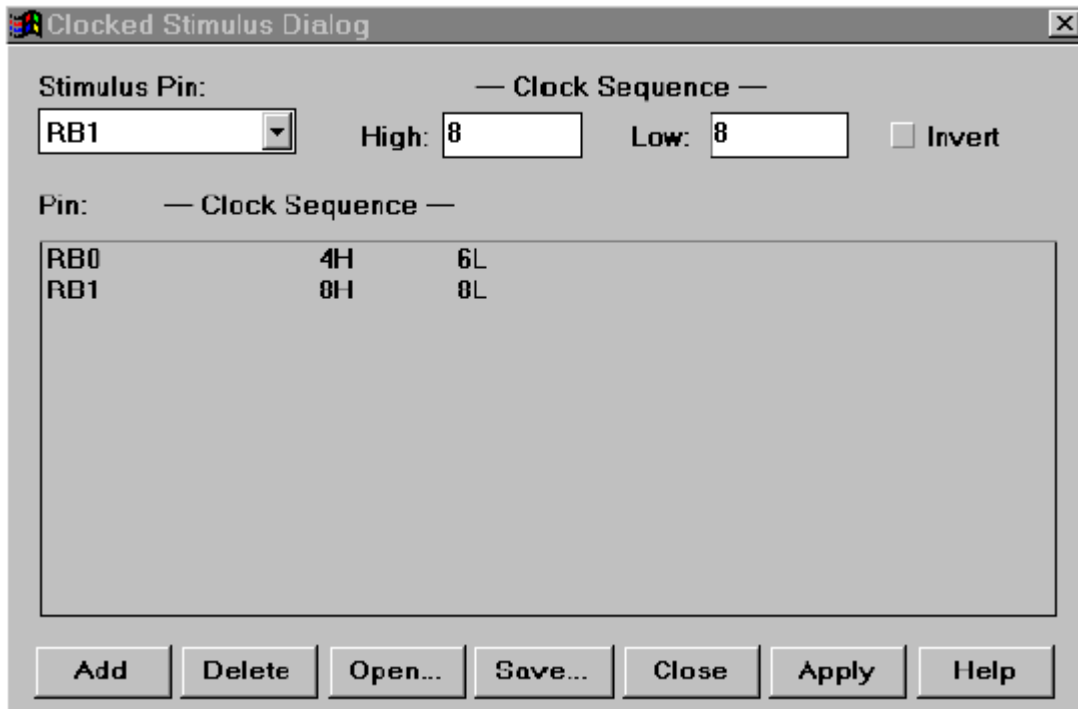 Clocked Stimulus Dialog
Stimulus Pin: — Clock Sequence —
RB1 High: 8 Low: 8 Invert
Pin: — Clock Sequence —
RB0 4H 6L
RB1 8H 8L
Add Delete Open... Save... Close Apply Help